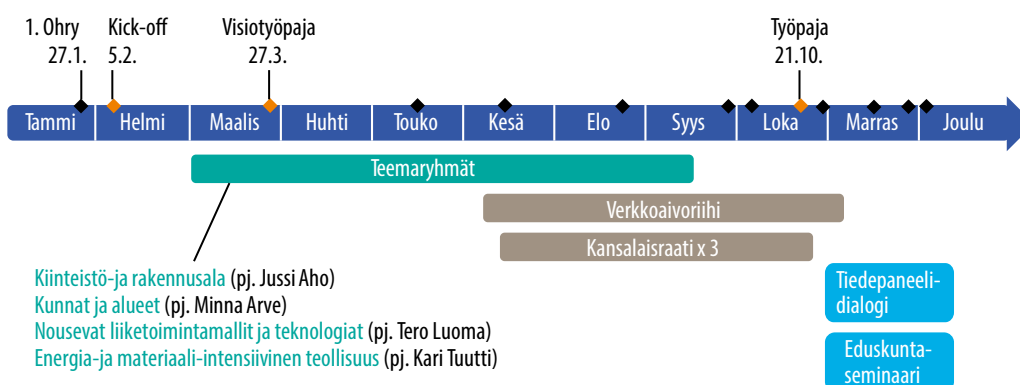 1. Ohry
27.1.
Kick-off
5.2.
Visiotyöpaja
27.3.
Työpaja
21.10.
Tammi
Helmi
Maalis
Huhti
Touko
Kesä
Elo
Syys
Loka
Marras
Joulu
Teemaryhmät
Verkkoaivoriihi
Kansalaisraati x 3
Kiinteistö-ja rakennusala (pj. Jussi Aho)
Kunnat ja alueet (pj. Minna Arve)
Nousevat liiketoimintamallit ja teknologiat (pj. Tero Luoma)
Energia-ja materiaali-intensiivinen teollisuus (pj. Kari Tuutti)
Tiedepaneeli-
dialogi
Eduskunta-
seminaari